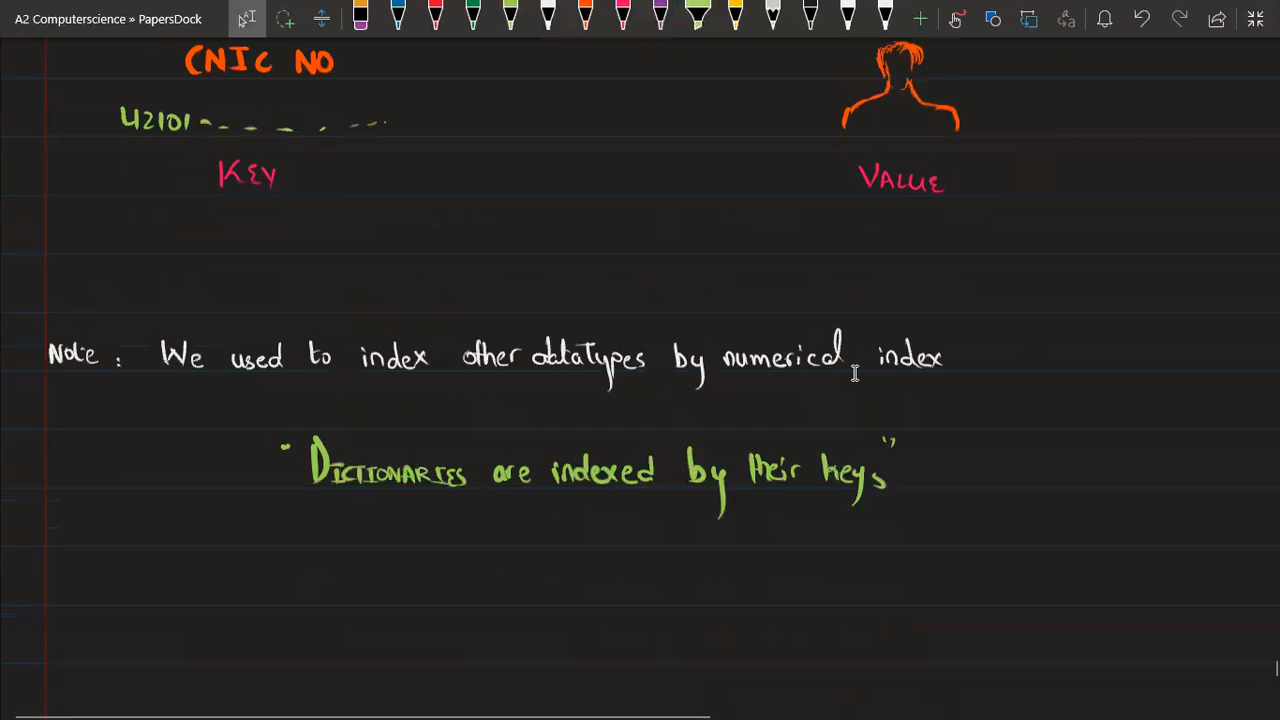 A2 Computerscience » PapersDock
CNIC NO
42101
KEY
VALUE
Note: We used to index other dataTypes by numerical index
"DICTIONARIES are indexed by their keys"